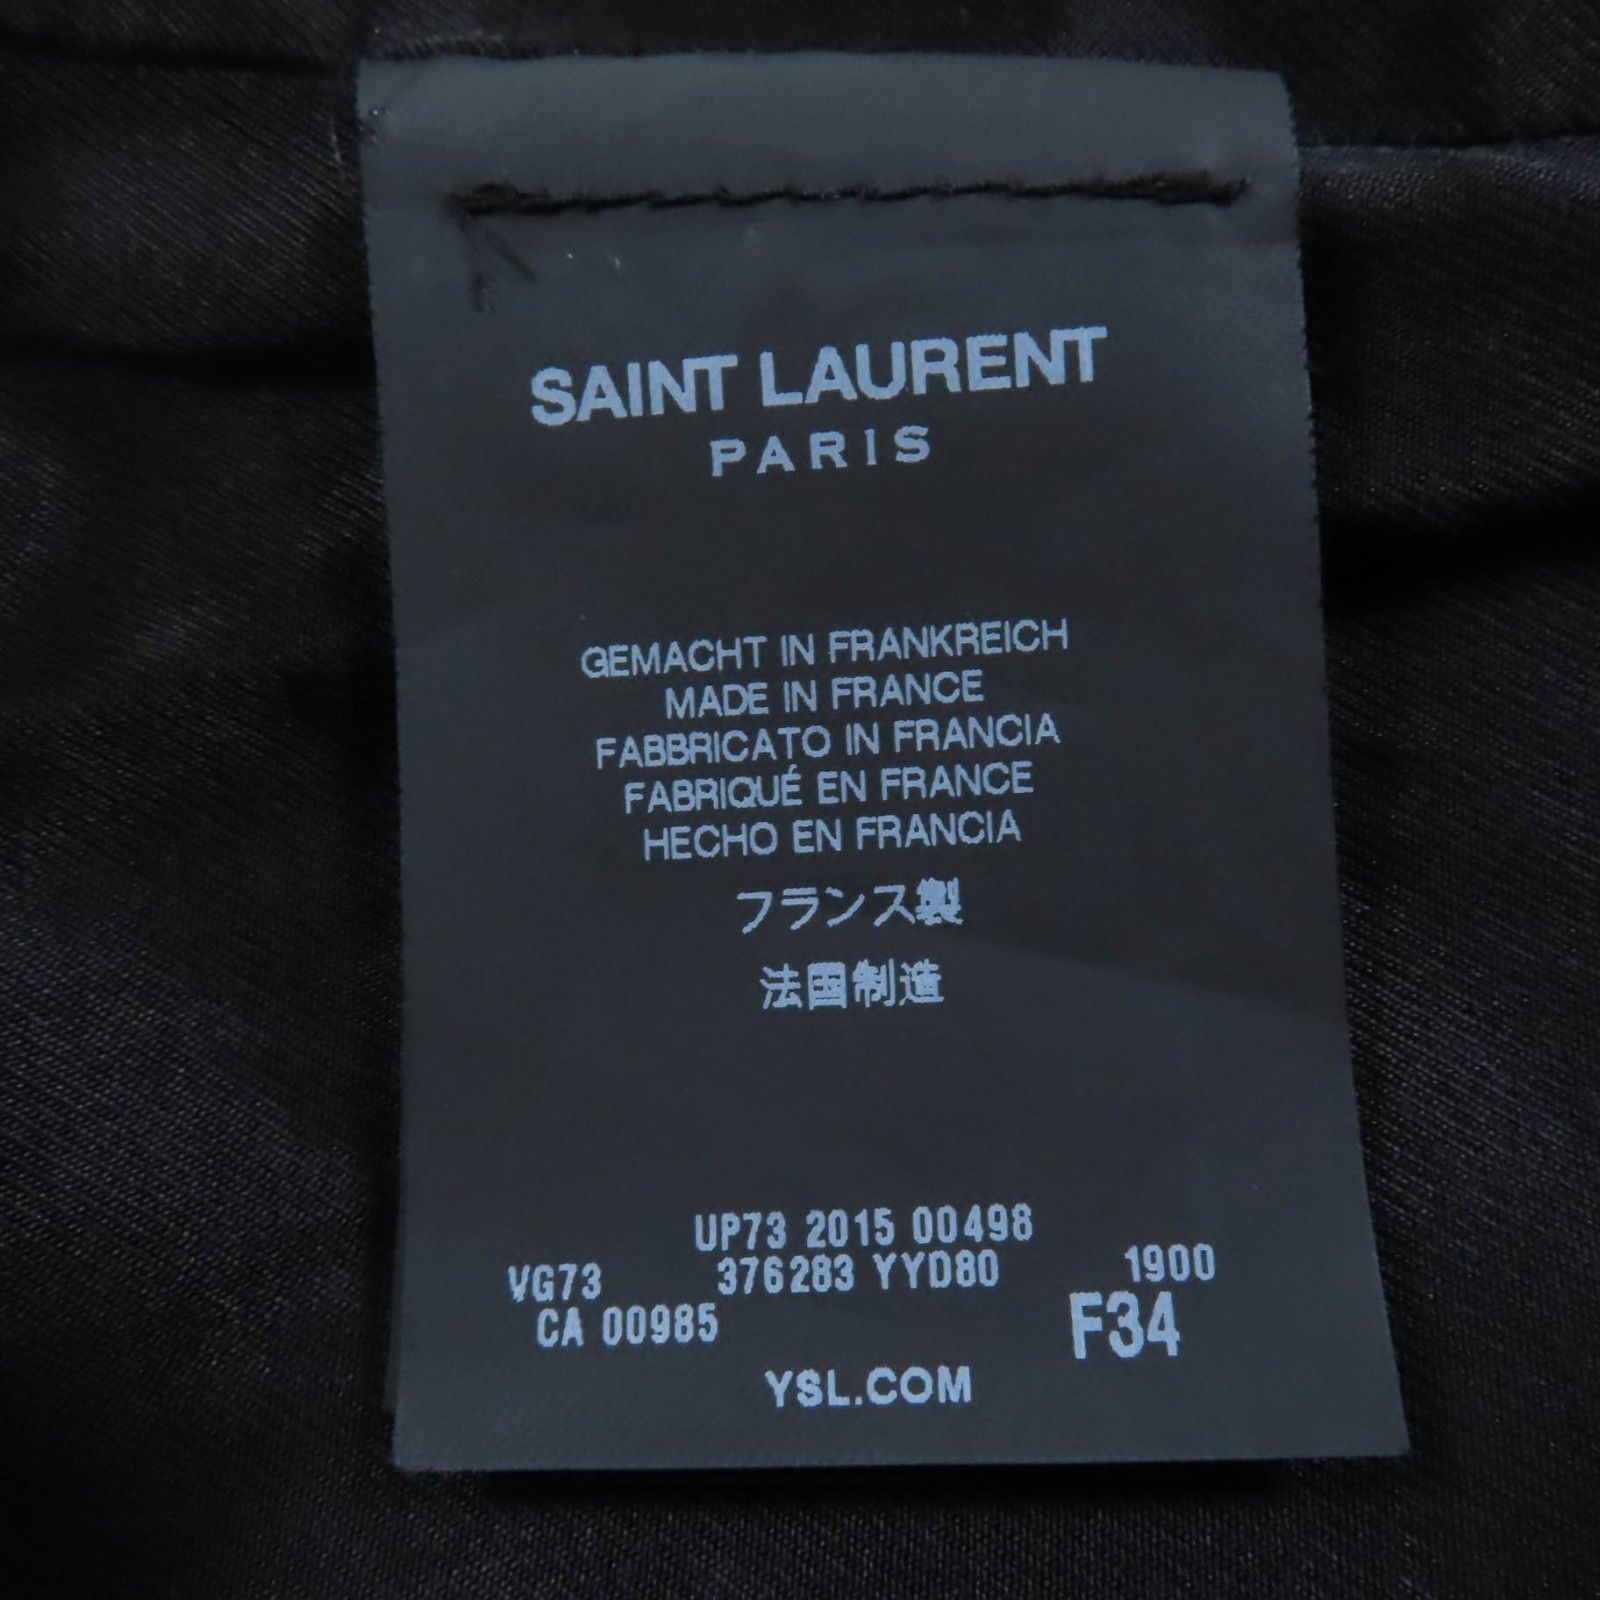 SAINT LAURENT
PARIS
GEMACHT IN FRANKREICH
MADE IN FRANCE
FABBRICATO IN FRANCIA
FABRIQUÉ EN FRANCE
HECHO EN FRANCIA
フランス製
法国制造
UP73 2015 00498
VG73 376283 YYD80 1900
CA 00985 F34
YSL.COM